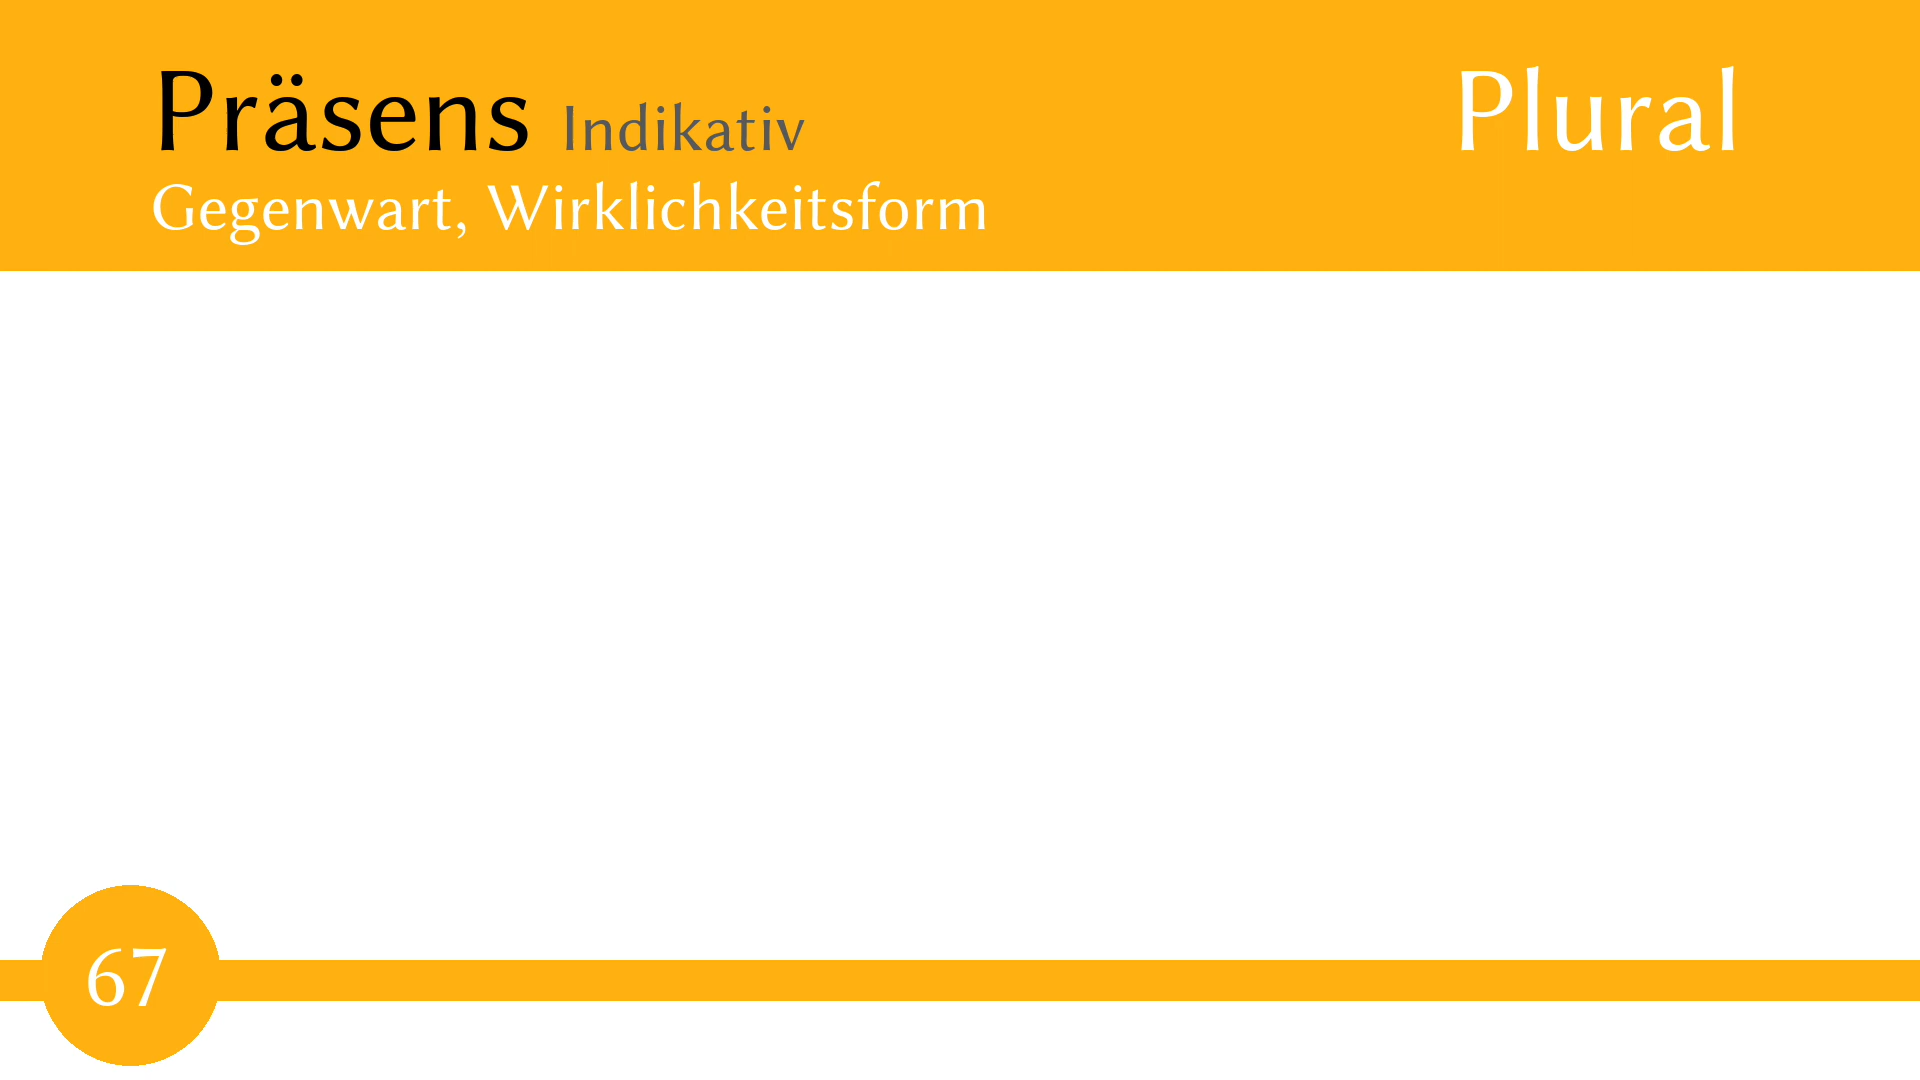 Präsens Indikativ Plural
Gegenwart, Wirklichkeitsform
67